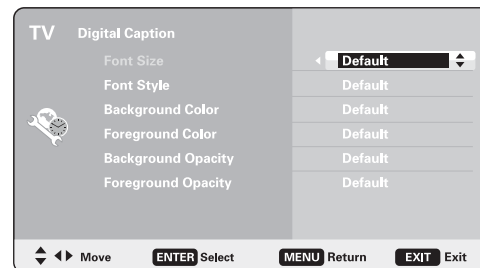 TV Digital Caption
Font Size Default
Font Style Default
Background Color Default
Foreground Color Default
Background Opacity Default
Foreground Opacity Default
Move ENTER Select MENU Return EXIT Exit